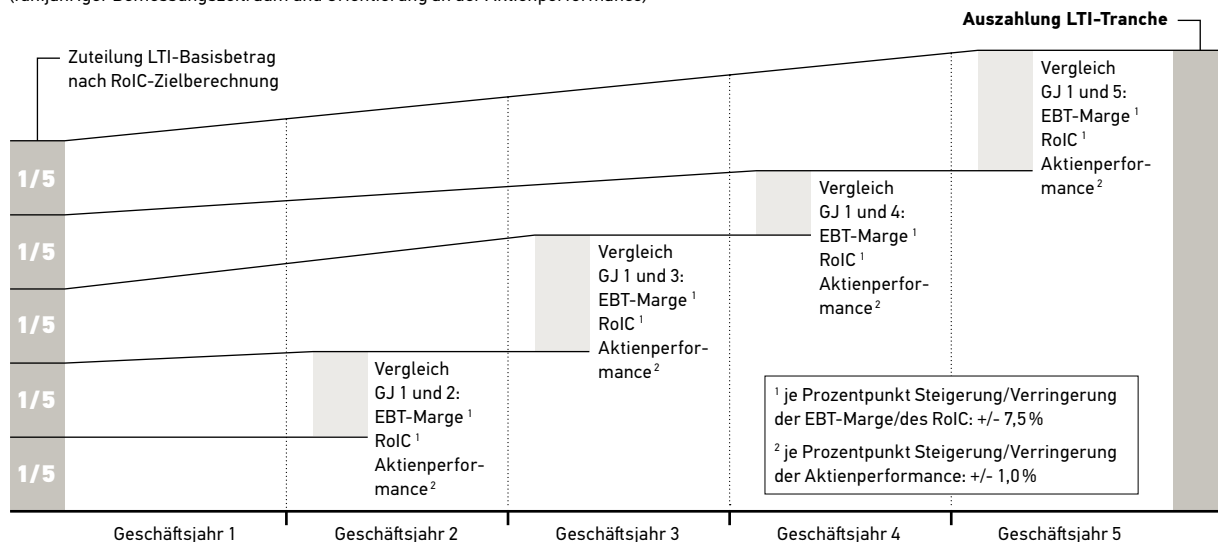 (fünfjähriger Bemessungszeitraum und Orientierung an der Aktienperformance)
Auszahlung LTI-Tranche
Zuteilung LTI-Basisbetrag
nach RoIC-Zielberechnung
1/5
1/5
1/5
1/5
1/5
Vergleich
GJ 1 und 2:
EBT-Marge ¹
RoIC ¹
Aktienperfor-
mance ²
Vergleich
GJ 1 und 3:
EBT-Marge ¹
RoIC ¹
Aktienperfor-
mance ²
Vergleich
GJ 1 und 4:
EBT-Marge ¹
RoIC ¹
Aktienperfor-
mance ²
Vergleich
GJ 1 und 5:
EBT-Marge ¹
RoIC ¹
Aktienperfor-
mance ²
¹ je Prozentpunkt Steigerung/Verringerung
der EBT-Marge/des RoIC: +/- 7,5 %
² je Prozentpunkt Steigerung/Verringerung
der Aktienperformance: +/- 1,0 %
Geschäftsjahr 1
Geschäftsjahr 2
Geschäftsjahr 3
Geschäftsjahr 4
Geschäftsjahr 5